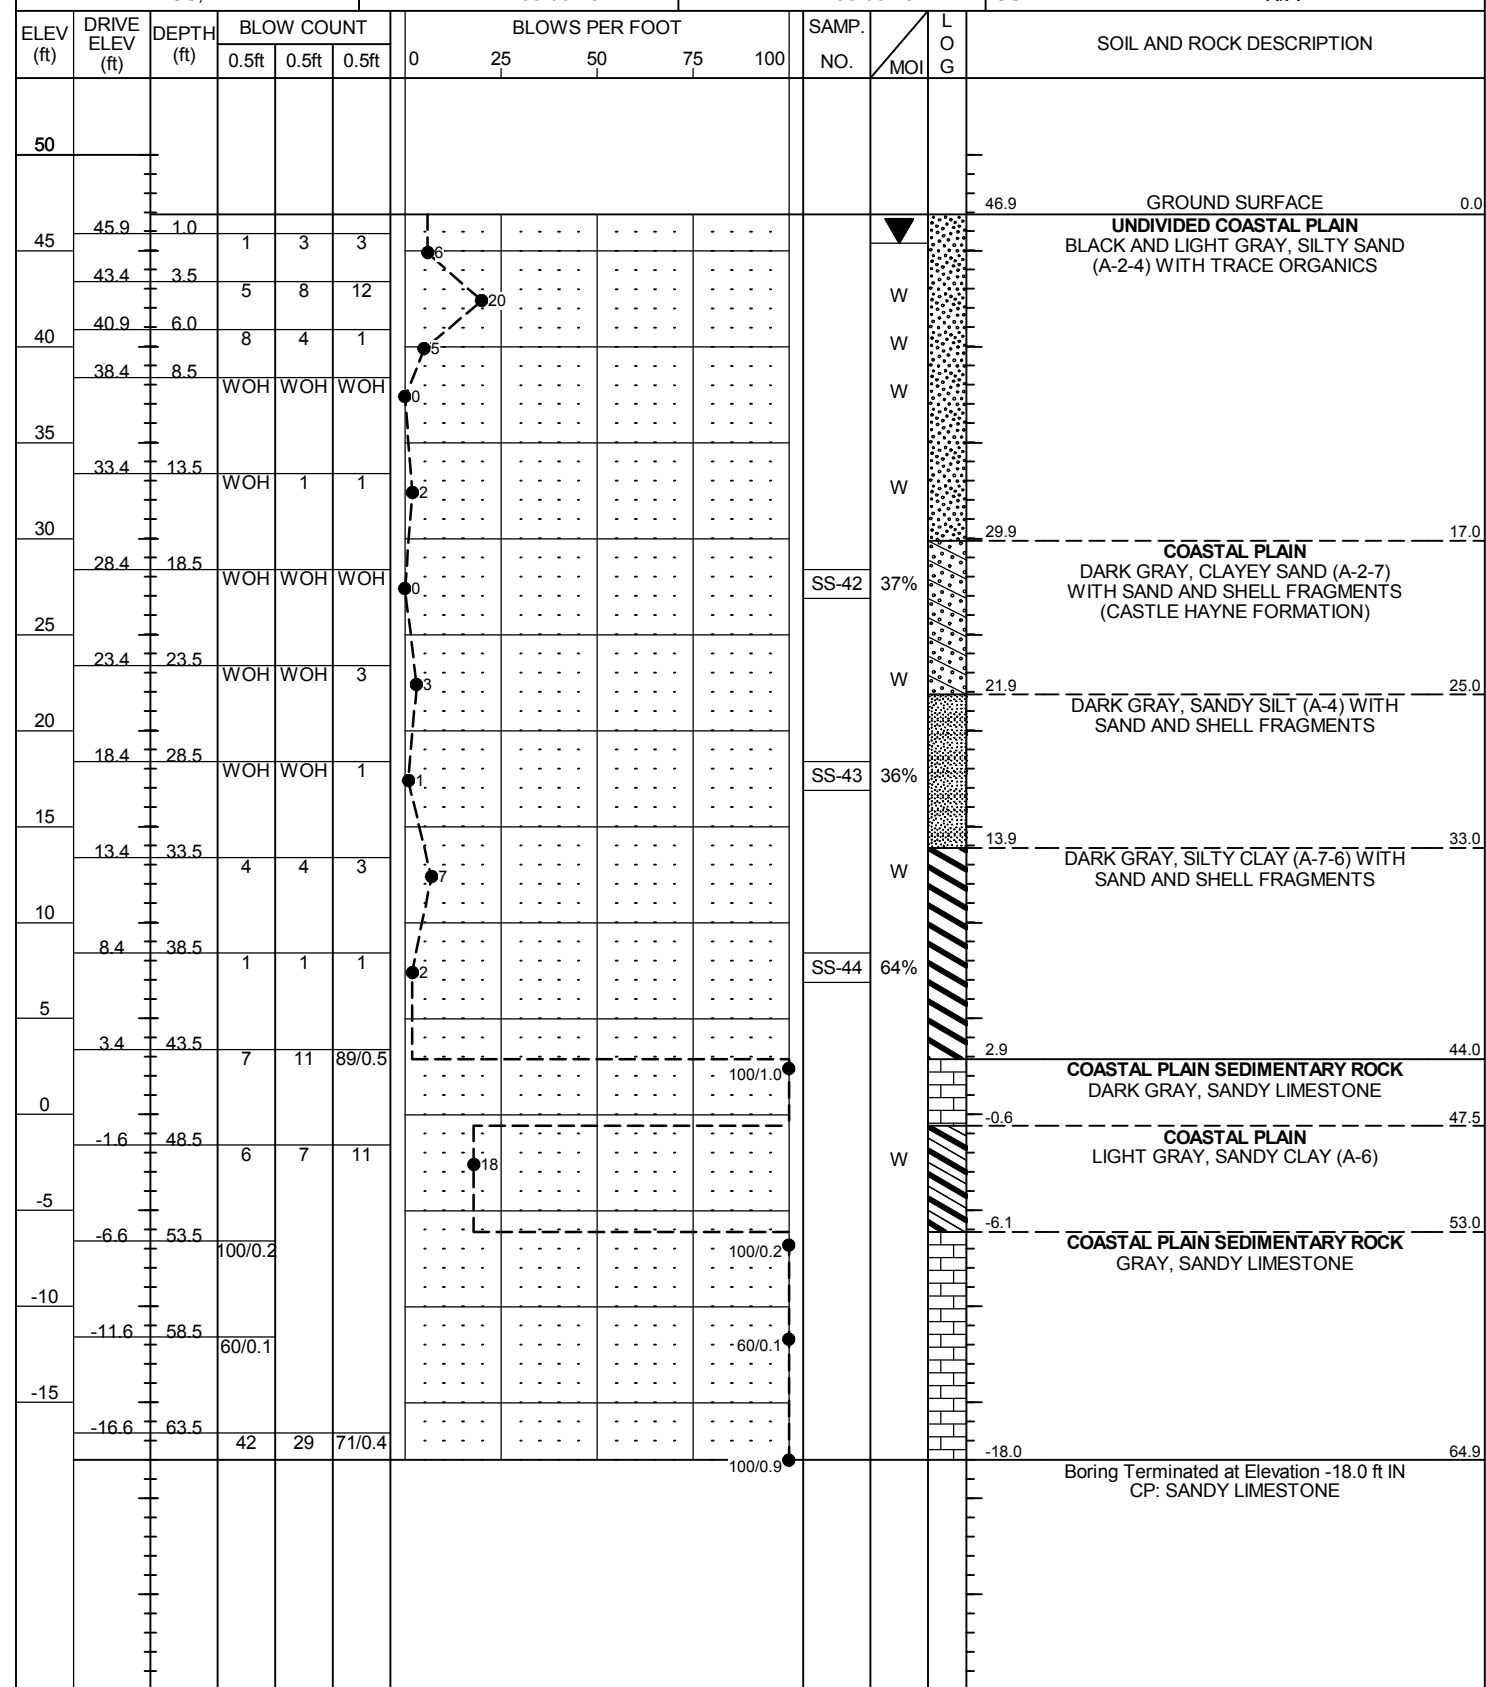 ELEV (ft) DRIVE ELEV (ft) DEPTH (ft) BLOW COUNT BLOWS PER FOOT SAMP. NO. MOI L O G SOIL AND ROCK DESCRIPTION
0.5ft 0.5ft 0.5ft 0 25 50 75 100
50
46.9 GROUND SURFACE 0.0
45.9 1.0 UNDIVIDED COASTAL PLAIN
45 1 3 3 6 BLACK AND LIGHT GRAY, SILTY SAND
(A-2-4) WITH TRACE ORGANICS
43.4 3.5
5 8 12 20 W
40.9 6.0
40 8 4 1 5 W
38.4 8.5
WOH WOH WOH 0 W
35
33.4 13.5
WOH 1 1 2 W
30 29.9 17.0
COASTAL PLAIN
28.4 18.5 DARK GRAY, CLAYEY SAND (A-2-7)
WOH WOH WOH 0 SS-42 37% WITH SAND AND SHELL FRAGMENTS
(CASTLE HAYNE FORMATION)
25
23.4 23.5
WOH WOH 3 3 W
21.9 25.0
DARK GRAY, SANDY SILT (A-4) WITH
20 SAND AND SHELL FRAGMENTS
18.4 28.5
WOH WOH 1 1 SS-43 36%
15
13.9 33.0
13.4 33.5 DARK GRAY, SILTY CLAY (A-7-6) WITH
4 4 3 7 W SAND AND SHELL FRAGMENTS
10
8.4 38.5
1 1 1 2 SS-44 64%
5
3.4 43.5
2.9 44.0
7 11 89/0.5 100/1.0 COASTAL PLAIN SEDIMENTARY ROCK
DARK GRAY, SANDY LIMESTONE
0
-0.6 47.5
-1.6 48.5 COASTAL PLAIN
6 7 11 18 W LIGHT GRAY, SANDY CLAY (A-6)
-5
-6.1 53.0
-6.6 53.5 COASTAL PLAIN SEDIMENTARY ROCK
100/0.2 100/0.2 GRAY, SANDY LIMESTONE
-10
-11.6 58.5
60/0.1 60/0.1
-15
-16.6 63.5
42 29 71/0.4 100/0.9
-18.0 64.9
Boring Terminated at Elevation -18.0 ft IN
CP: SANDY LIMESTONE